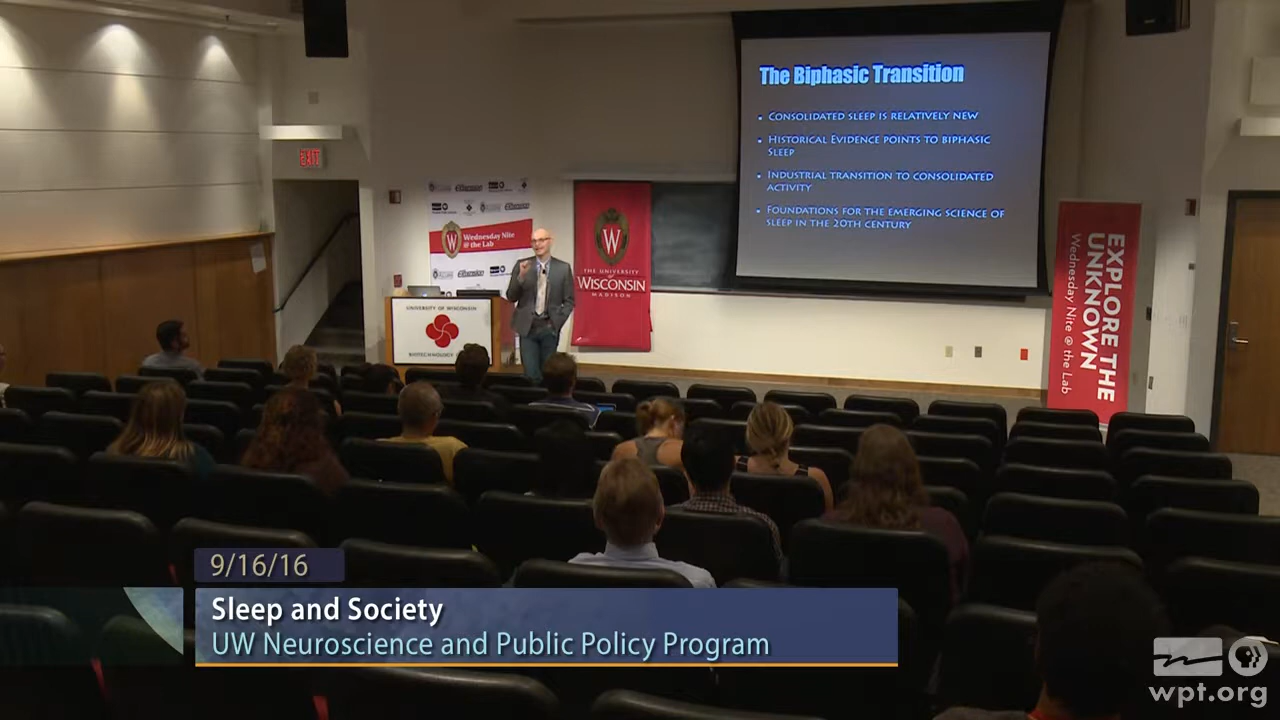 The Biphasic Transition
• Consolidated sleep is relatively new
• Historical Evidence points to biphasic
Sleep
• Industrial transition to consolidated
activity
• Foundations for the emerging science of
sleep in the 20th century
EXIT
Wednesday Nite
@ the Lab
W
THE UNIVERSITY
of
WISCONSIN
MADISON
EXPLORE THE
UNKNOWN
Wednesday Nite @ the Lab
UNIVERSITY OF WISCONSIN
9/16/16
Sleep and Society
UW Neuroscience and Public Policy Program
PBS
wpt.org